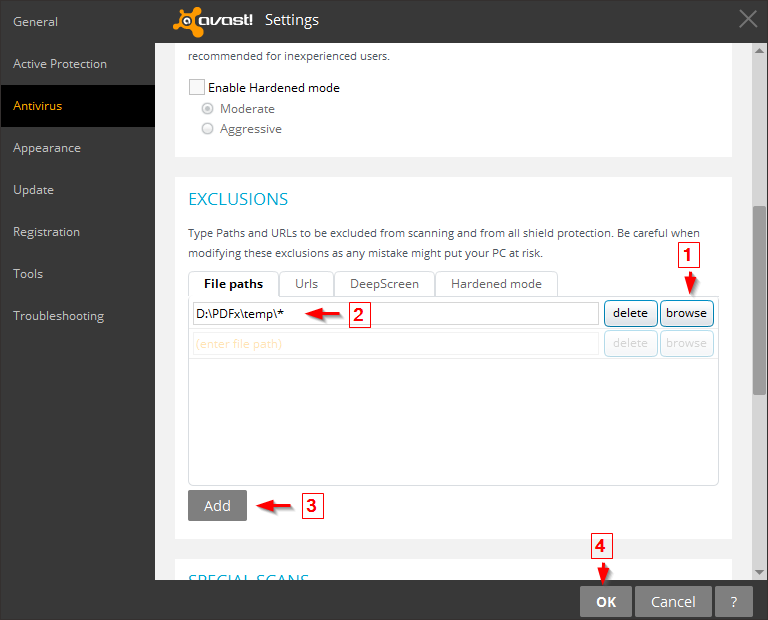 General
Active Protection
Antivirus
Appearance
Update
Registration
Tools
Troubleshooting
avast! Settings
recommended for inexperienced users.
Enable Hardened mode
Moderate
Aggressive
EXCLUSIONS
Type Paths and URLs to be excluded from scanning and from all shield protection. Be careful when
modifying these exclusions as any mistake might put your PC at risk.
1
File paths Urls DeepScreen Hardened mode
D:\PDFx\temp\* 2 delete browse
(enter file path) delete browse
Add 3
4
SPECIAL SCANS
OK Cancel ?